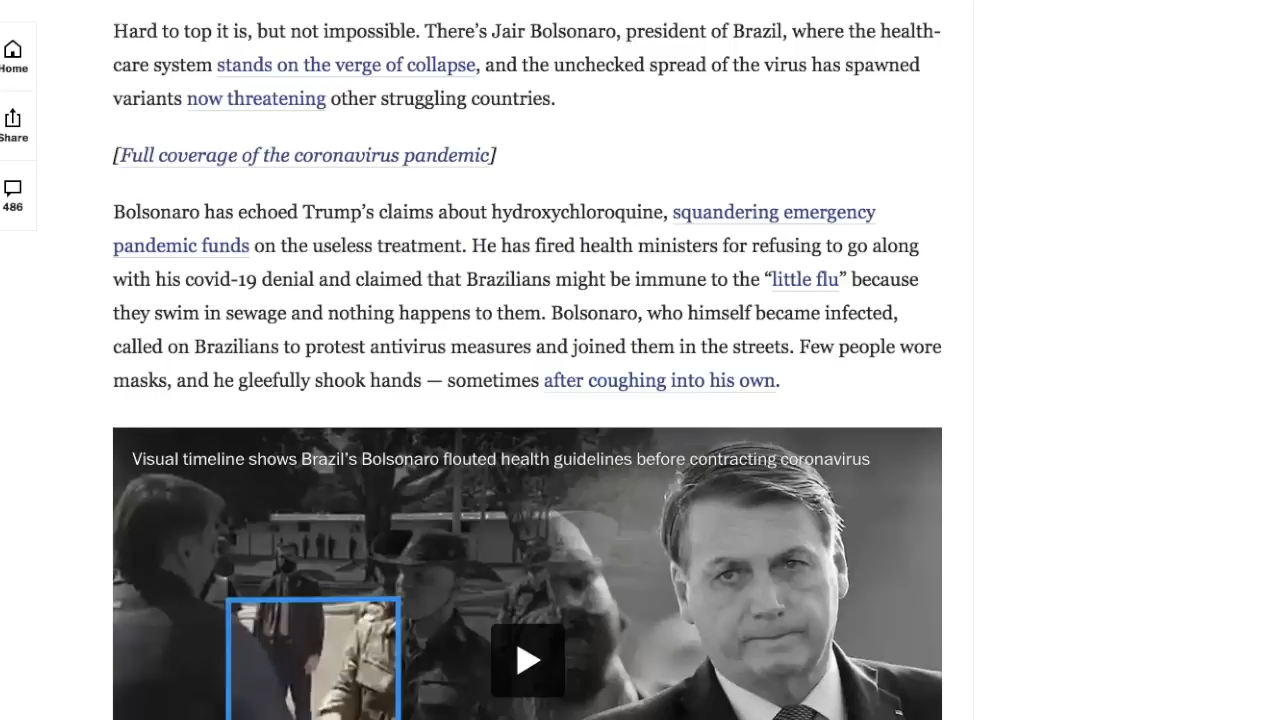 Home
Share
486
Hard to top it is, but not impossible. There’s Jair Bolsonaro, president of Brazil, where the health-
care system stands on the verge of collapse, and the unchecked spread of the virus has spawned
variants now threatening other struggling countries.
[Full coverage of the coronavirus pandemic]
Bolsonaro has echoed Trump’s claims about hydroxychloroquine, squandering emergency
pandemic funds on the useless treatment. He has fired health ministers for refusing to go along
with his covid-19 denial and claimed that Brazilians might be immune to the “little flu” because
they swim in sewage and nothing happens to them. Bolsonaro, who himself became infected,
called on Brazilians to protest antivirus measures and joined them in the streets. Few people wore
masks, and he gleefully shook hands — sometimes after coughing into his own.
Visual timeline shows Brazil's Bolsonaro flouted health guidelines before contracting coronavirus